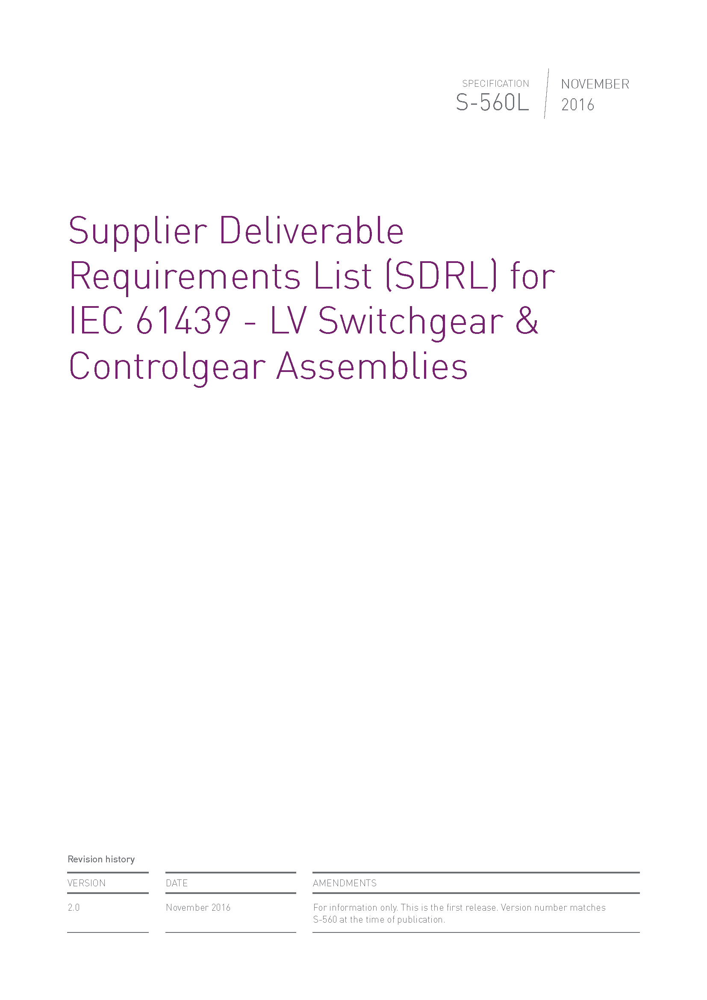 SPECIFICATION
S-560L
NOVEMBER
2016
Supplier Deliverable
Requirements List (SDRL) for
IEC 61439 - LV Switchgear &
Controlgear Assemblies
Revision history
VERSION
DATE
AMENDMENTS
2.0
November 2016
For information only. This is the first release. Version number matches
S-560 at the time of publication.